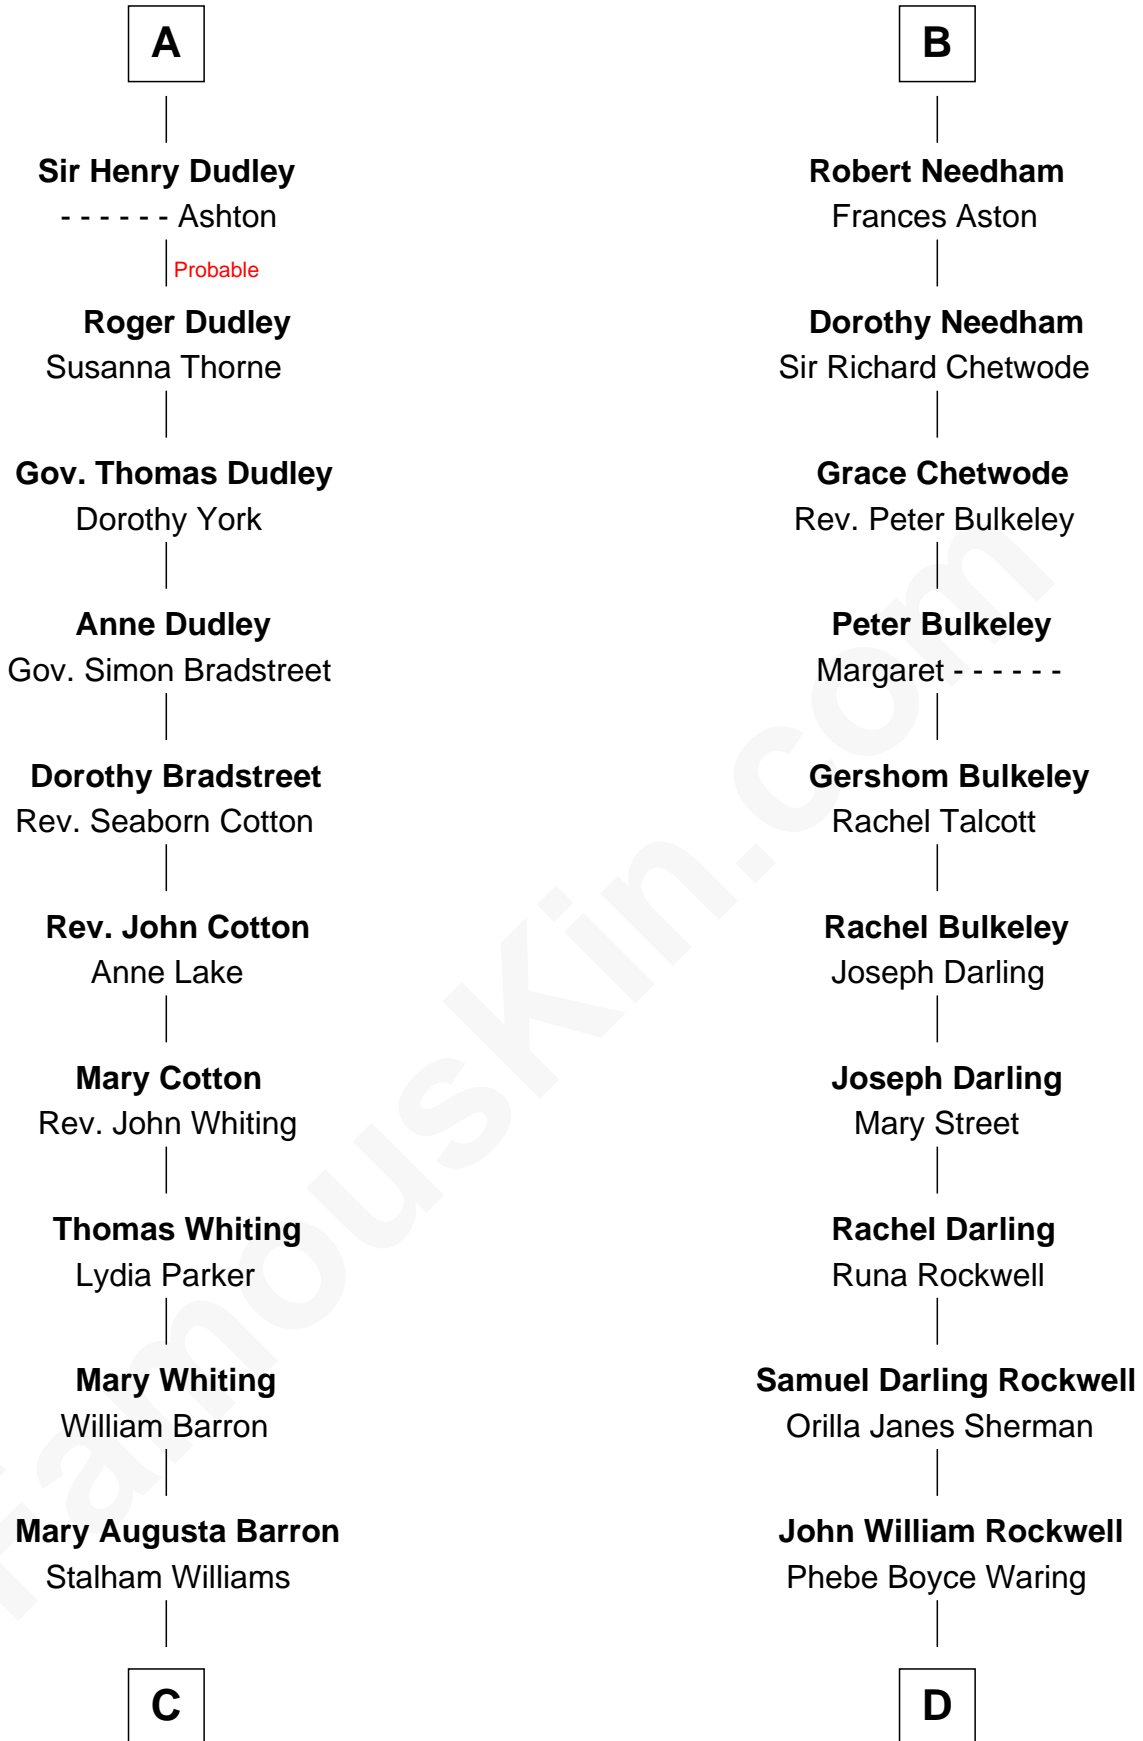 A
Sir Henry Dudley
- - - - - - Ashton
Probable
Roger Dudley
Susanna Thorne
Gov. Thomas Dudley
Dorothy York
Anne Dudley
Gov. Simon Bradstreet
Dorothy Bradstreet
Rev. Seaborn Cotton
Rev. John Cotton
Anne Lake
Mary Cotton
Rev. John Whiting
Thomas Whiting
Lydia Parker
Mary Whiting
William Barron
Mary Augusta Barron
Stalham Williams
C
B
Robert Needham
Frances Aston
Dorothy Needham
Sir Richard Chetwode
Grace Chetwode
Rev. Peter Bulkeley
Peter Bulkeley
Margaret - - - - - -
Gershom Bulkeley
Rachel Talcott
Rachel Bulkeley
Joseph Darling
Joseph Darling
Mary Street
Rachel Darling
Runa Rockwell
Samuel Darling Rockwell
Orilla Janes Sherman
John William Rockwell
Phebe Boyce Waring
D
FamousKin.com